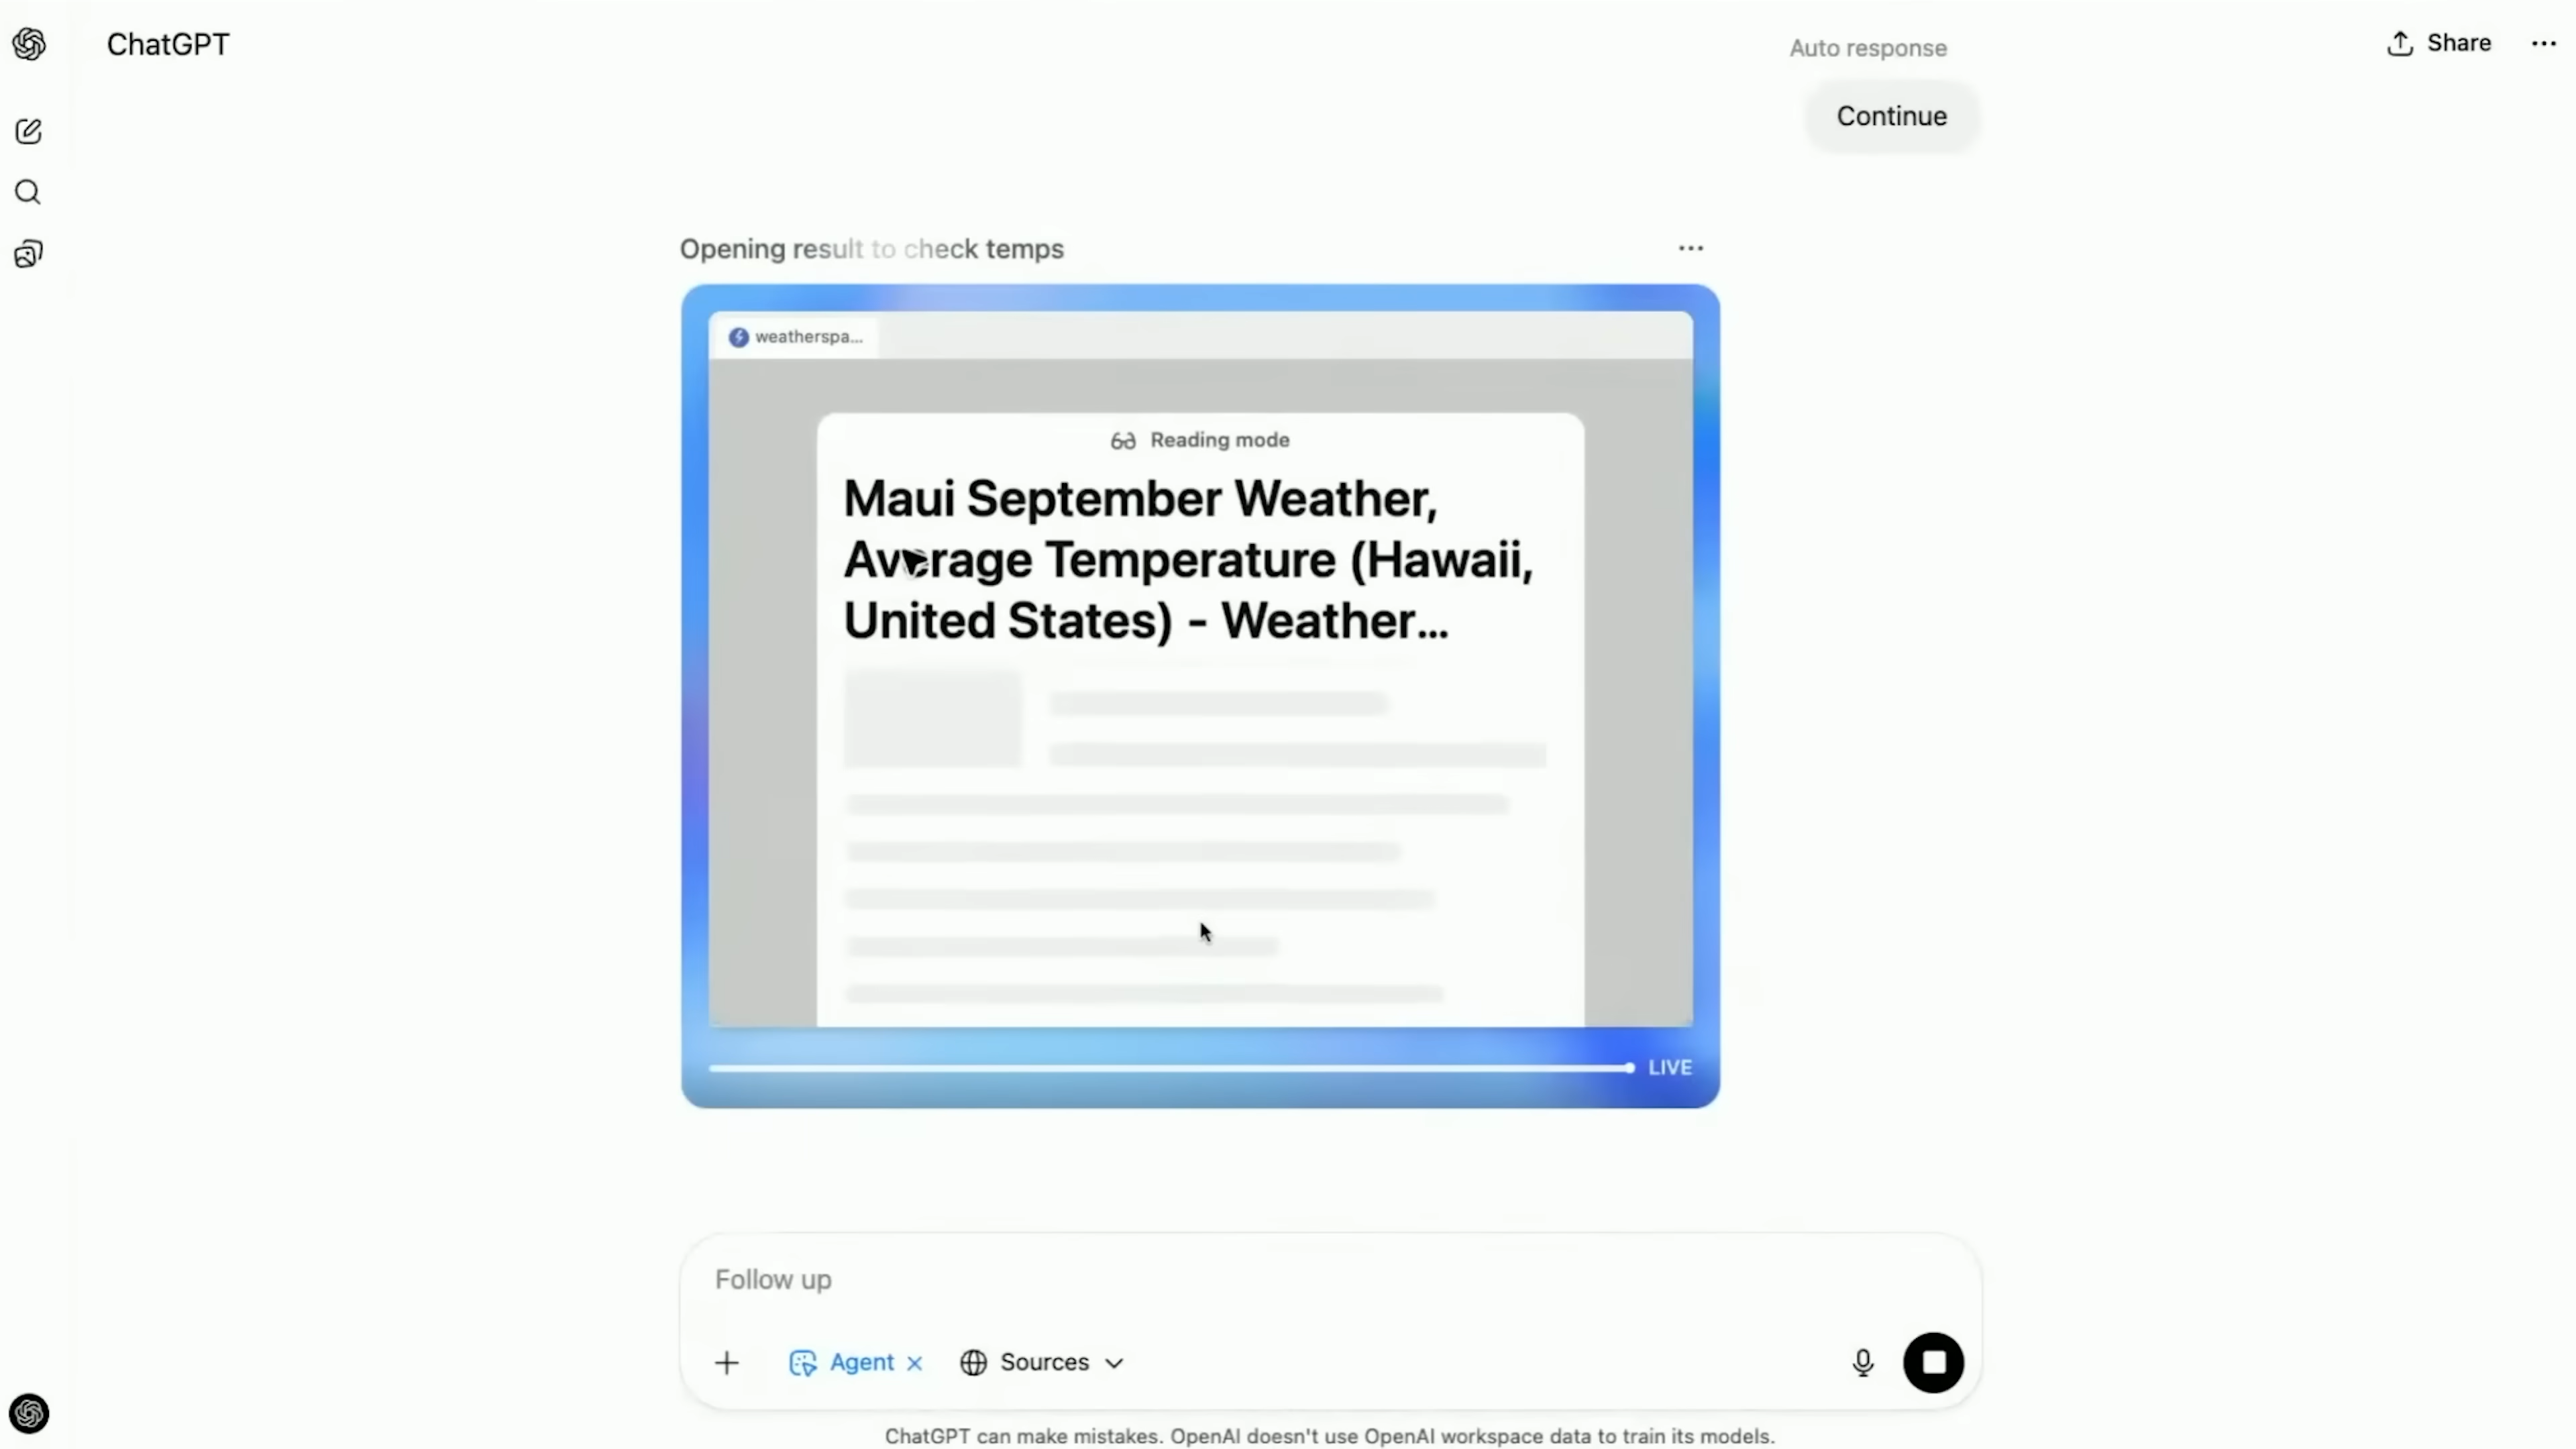 ChatGPT
Auto response
Share
Continue
Opening result to check temps
weatherspa...
Reading mode
Maui September Weather,
Average Temperature (Hawaii,
United States) - Weather...
LIVE
Follow up
Agent
Sources
ChatGPT can make mistakes. OpenAI doesn't use OpenAI workspace data to train its models.